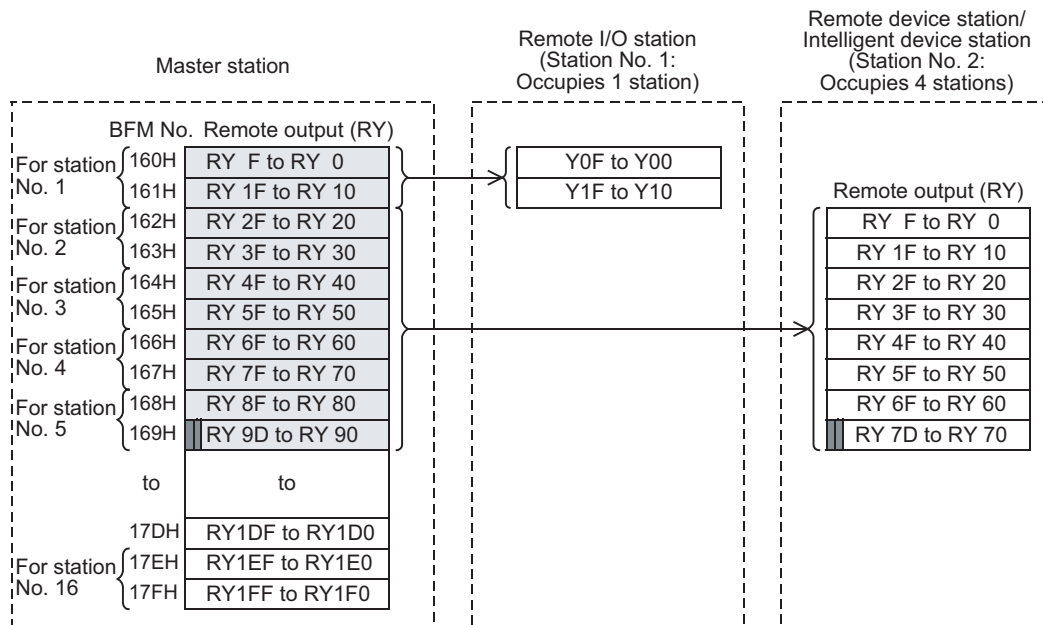 Master station
Remote I/O station
(Station No. 1:
Occupies 1 station)
Remote device station/
Intelligent device station
(Station No. 2:
Occupies 4 stations)
BFM No. Remote output (RY)
For station
No. 1
160H RY F to RY 0
161H RY 1F to RY 10
For station
No. 2
162H RY 2F to RY 20
163H RY 3F to RY 30
For station
No. 3
164H RY 4F to RY 40
165H RY 5F to RY 50
For station
No. 4
166H RY 6F to RY 60
167H RY 7F to RY 70
For station
No. 5
168H RY 8F to RY 80
169H RY 9D to RY 90
to to
17DH RY1DF to RY1D0
For station
No. 16
17EH RY1EF to RY1E0
17FH RY1FF to RY1F0
Y0F to Y00
Y1F to Y10
Remote output (RY)
RY F to RY 0
RY 1F to RY 10
RY 2F to RY 20
RY 3F to RY 30
RY 4F to RY 40
RY 5F to RY 50
RY 6F to RY 60
RY 7D to RY 70